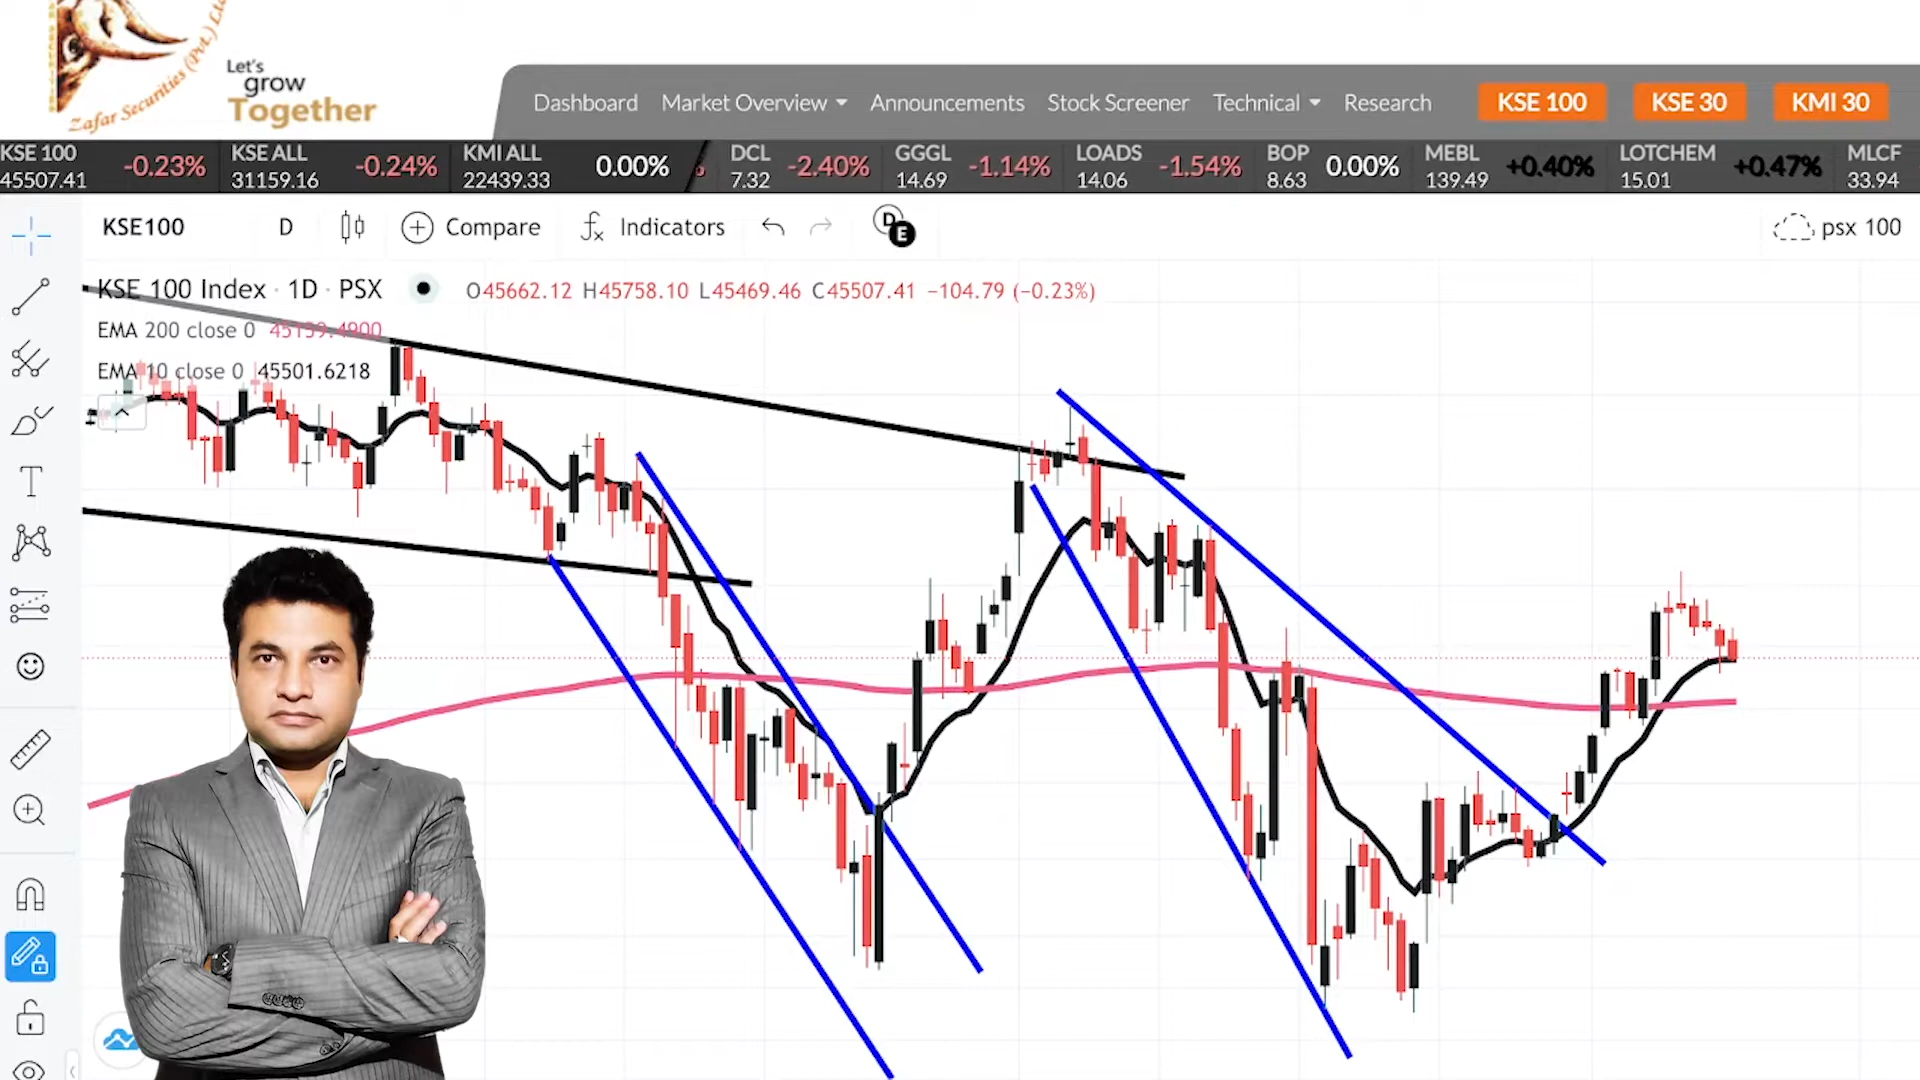 Zafar Securities (Pvt.) Ltd
Let's
grow
Together
Dashboard Market Overview Announcements Stock Screener Technical Research KSE 100 KSE 30 KMI 30
KSE 100 -0.23% KSE ALL -0.24% KMI ALL 0.00% DCL -2.40% GGGL -1.14% LOADS -1.54% BOP 0.00% MEBL +0.40% LOTCHEM +0.47% MLCF
45507.41 31159.16 22439.33 7.32 14.69 14.06 8.63 139.49 15.01 33.94
KSE100 D Compare Indicators D E psx 100
KSE 100 Index · 1D · PSX O45662.12 H45758.10 L45469.46 C45507.41 −104.79 (−0.23%)
EMA 200 close 0 45139.4900
EMA 10 close 0 45501.6218